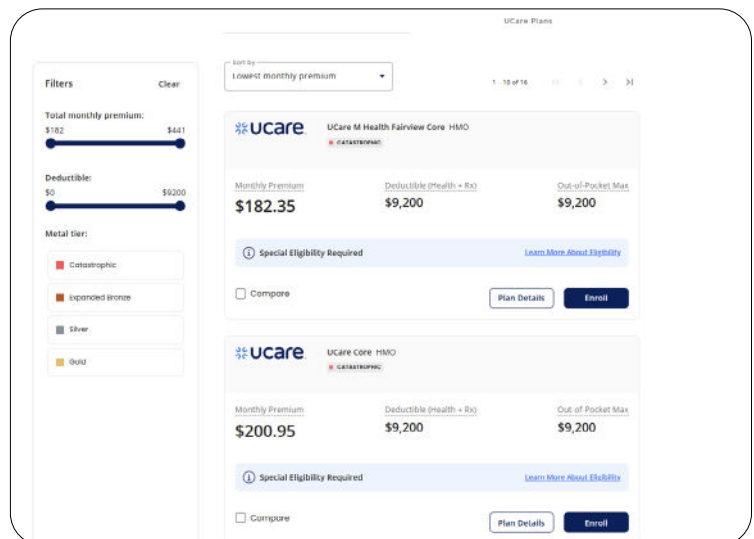 UCare Plans
Filters
Clear
Total monthly premium:
$182
$441
Deductible:
$0
$9200
Metal tier:
Catastrophic
Expanded Bronze
Silver
Gold
Sort by
Lowest monthly premium
1 - 10 of 16
ucare
UCare M Health Fairview Core HMO
CATASTROPHIC
Monthly Premium
Deductible (Health + Rx)
Out-of-Pocket Max
$182.35
$9,200
$9,200
Special Eligibility Required
Learn More About Eligibility
Compare
Plan Details
Enroll
ucare
UCare Core HMO
CATASTROPHIC
Monthly Premium
Deductible (Health + Rx)
Out of Pocket Max
$200.95
$9,200
$9,200
Special Eligibility Required
Learn More About Eligibility
Compare
Plan Details
Enroll